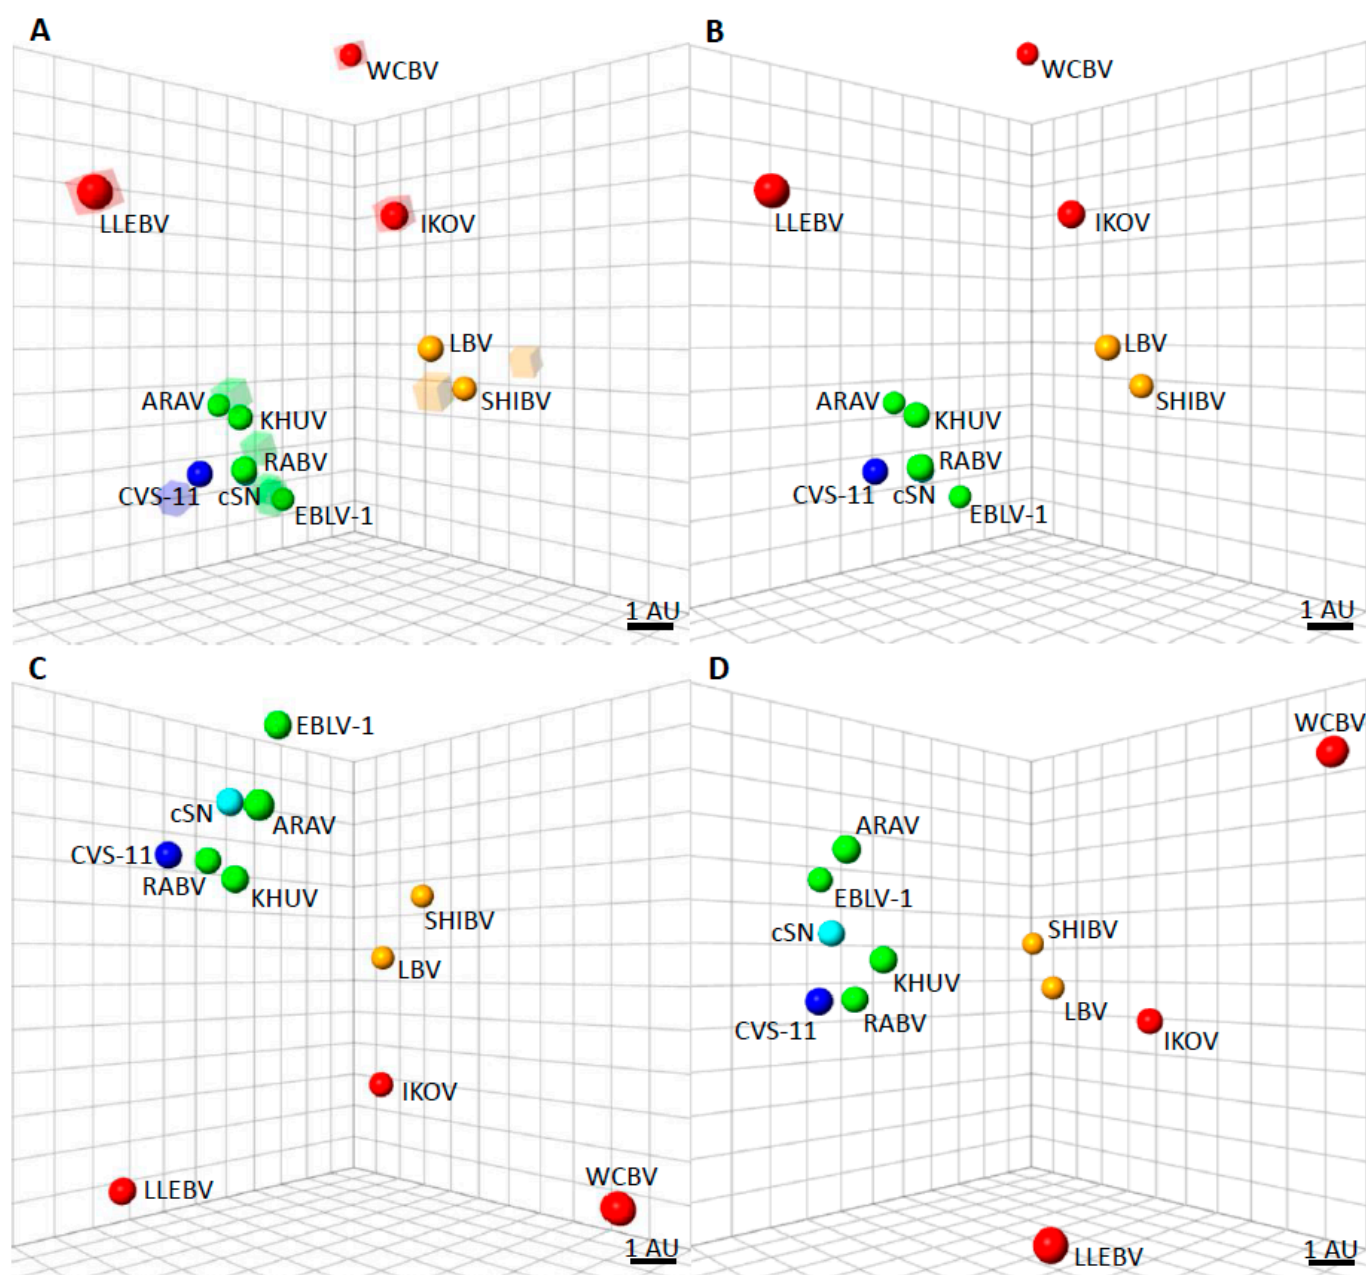 A
WCBV
LLEBV
IKOV
LBV
SHIBV
ARAV
KHUV
RABV
CVS-11
cSN
EBLV-1
1 AU
B
WCBV
LLEBV
IKOV
LBV
SHIBV
ARAV
KHUV
RABV
CVS-11
cSN
EBLV-1
1 AU
C
EBLV-1
cSN
ARAV
CVS-11
RABV
KHUV
SHIBV
LBV
IKOV
WCBV
LLEBV
1 AU
D
WCBV
ARAV
EBLV-1
cSN
SHIBV
KHUV
LBV
CVS-11
RABV
IKOV
LLEBV
1 AU